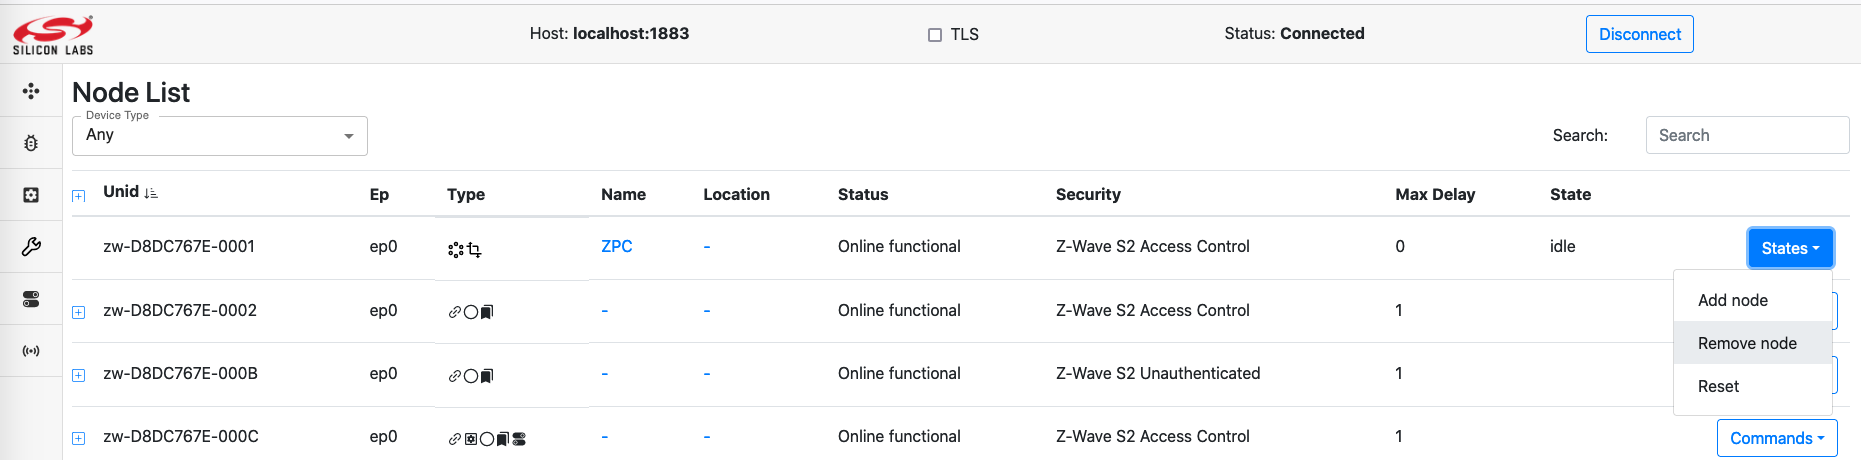 SILICON LABS
Host: localhost:1883
TLS
Status: Connected
Disconnect
Node List
Device Type
Any
Search:
Search
Unid Ep Type Name Location Status Security Max Delay State
zw-D8DC767E-0001 ep0 ZPC - Online functional Z-Wave S2 Access Control 0 idle States
Add node
zw-D8DC767E-0002 ep0 - - Online functional Z-Wave S2 Access Control 1
Remove node
zw-D8DC767E-000B ep0 - - Online functional Z-Wave S2 Unauthenticated 1
Reset
zw-D8DC767E-000C ep0 - - Online functional Z-Wave S2 Access Control 1 Commands